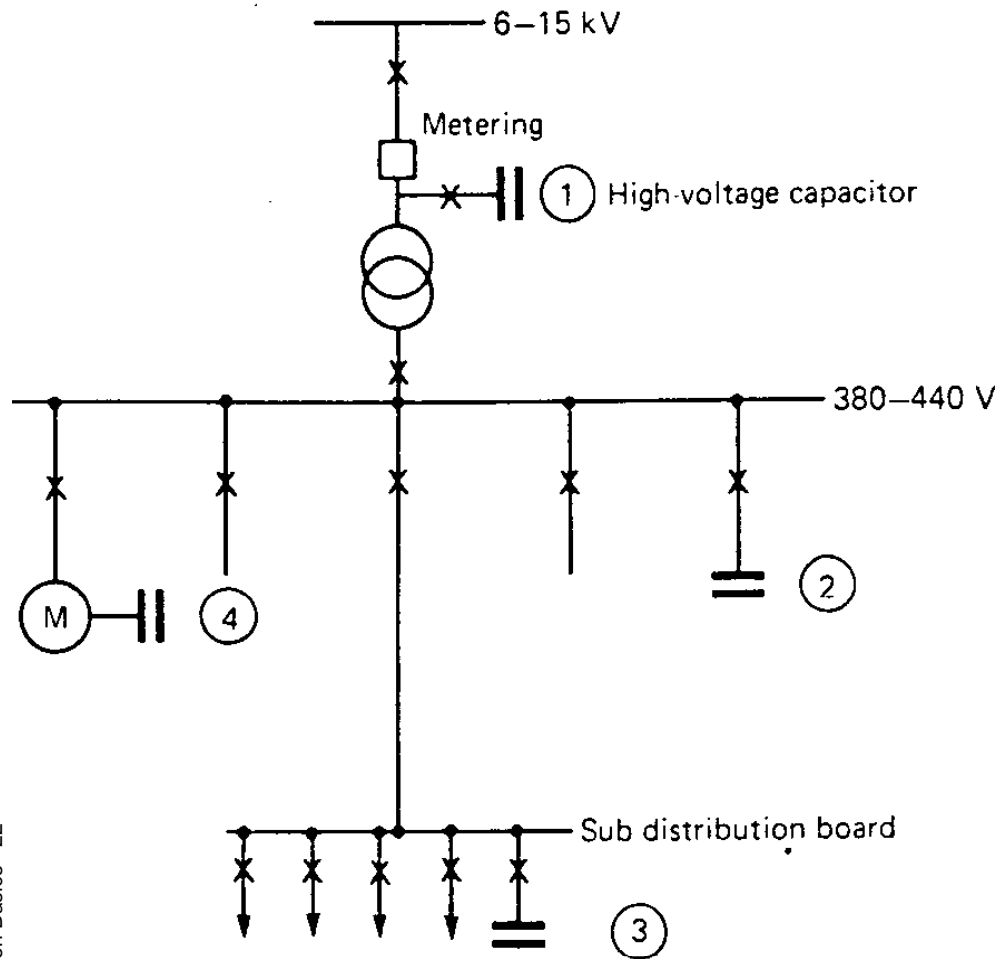 6–15 kV
Metering
1 High-voltage capacitor
380–440 V
2
M
4
Sub distribution board
3